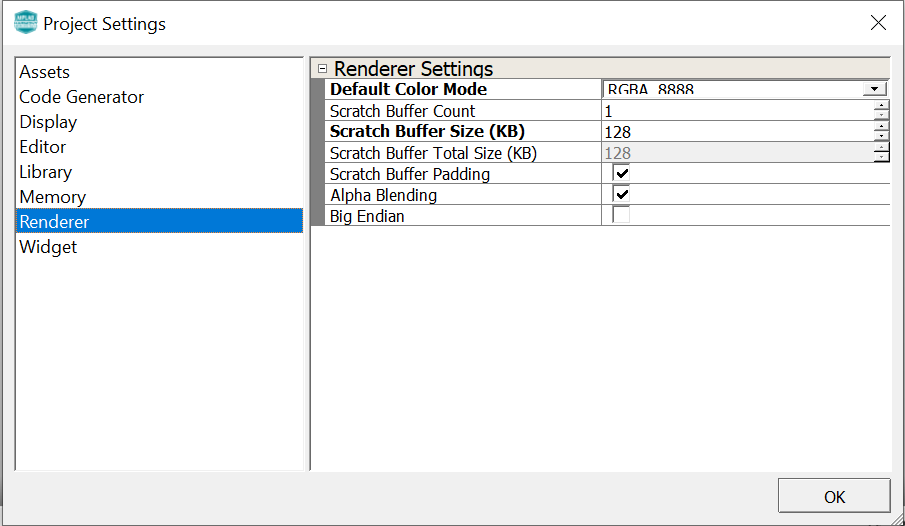 Project Settings
Assets
Code Generator
Display
Editor
Library
Memory
Renderer
Widget
Renderer Settings
Default Color Mode RGBA_8888
Scratch Buffer Count 1
Scratch Buffer Size (KB) 128
Scratch Buffer Total Size (KB) 128
Scratch Buffer Padding
Alpha Blending
Big Endian
OK